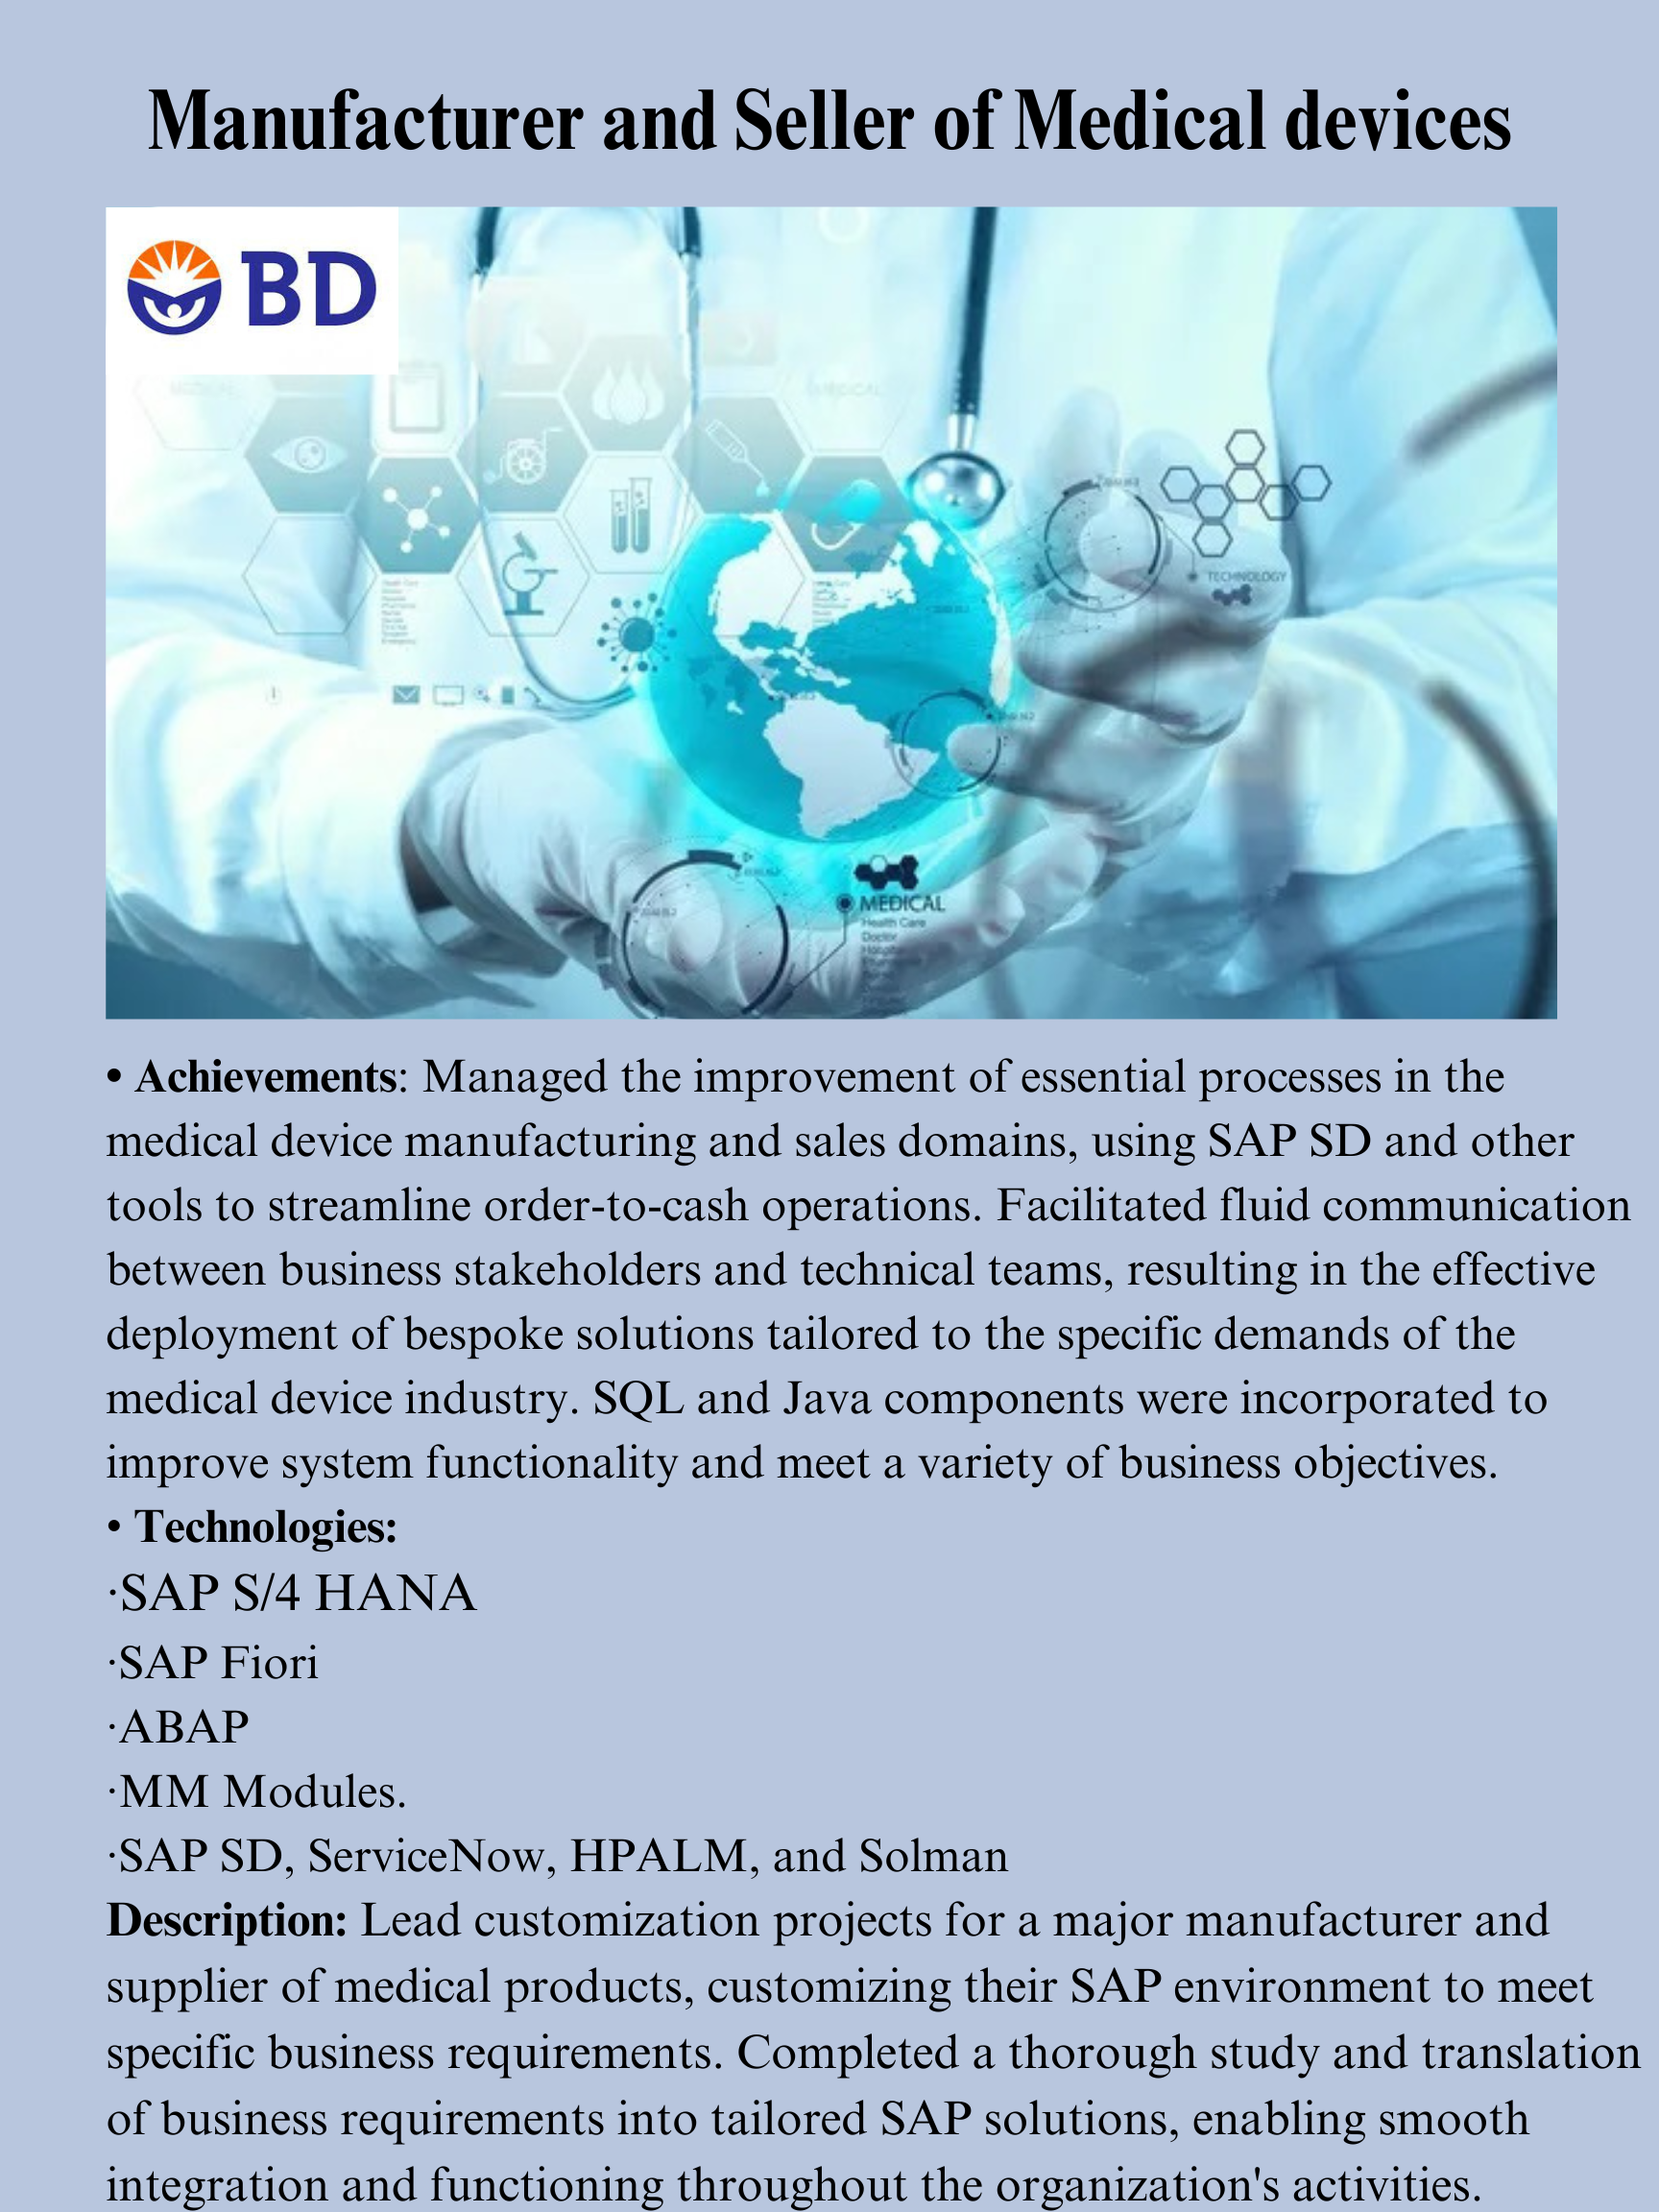 Manufacturer and Seller of Medical devices
BD
TECHNOLOGY
MEDICAL
Health Care
Doctor
• Achievements: Managed the improvement of essential processes in the
medical device manufacturing and sales domains, using SAP SD and other
tools to streamline order-to-cash operations. Facilitated fluid communication
between business stakeholders and technical teams, resulting in the effective
deployment of bespoke solutions tailored to the specific demands of the
medical device industry. SQL and Java components were incorporated to
improve system functionality and meet a variety of business objectives.
• Technologies:
·SAP S/4 HANA
·SAP Fiori
·ABAP
·MM Modules.
·SAP SD, ServiceNow, HPALM, and Solman
Description: Lead customization projects for a major manufacturer and
supplier of medical products, customizing their SAP environment to meet
specific business requirements. Completed a thorough study and translation
of business requirements into tailored SAP solutions, enabling smooth
integration and functioning throughout the organization's activities.